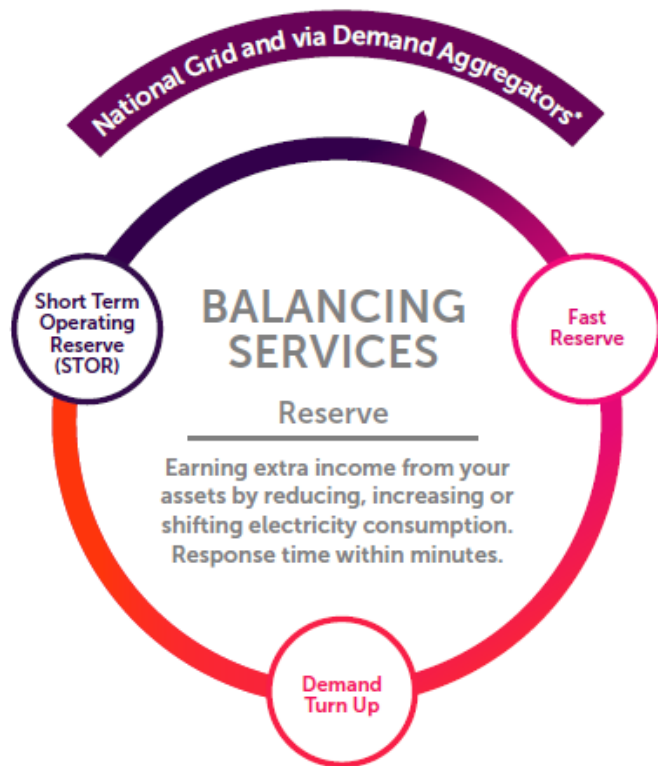 National Grid and via Demand Aggregators*
Short Term
Operating
Reserve
(STOR)
BALANCING
SERVICES
Reserve
Earning extra income from your
assets by reducing, increasing or
shifting electricity consumption.
Response time within minutes.
Fast
Reserve
Demand
Turn Up